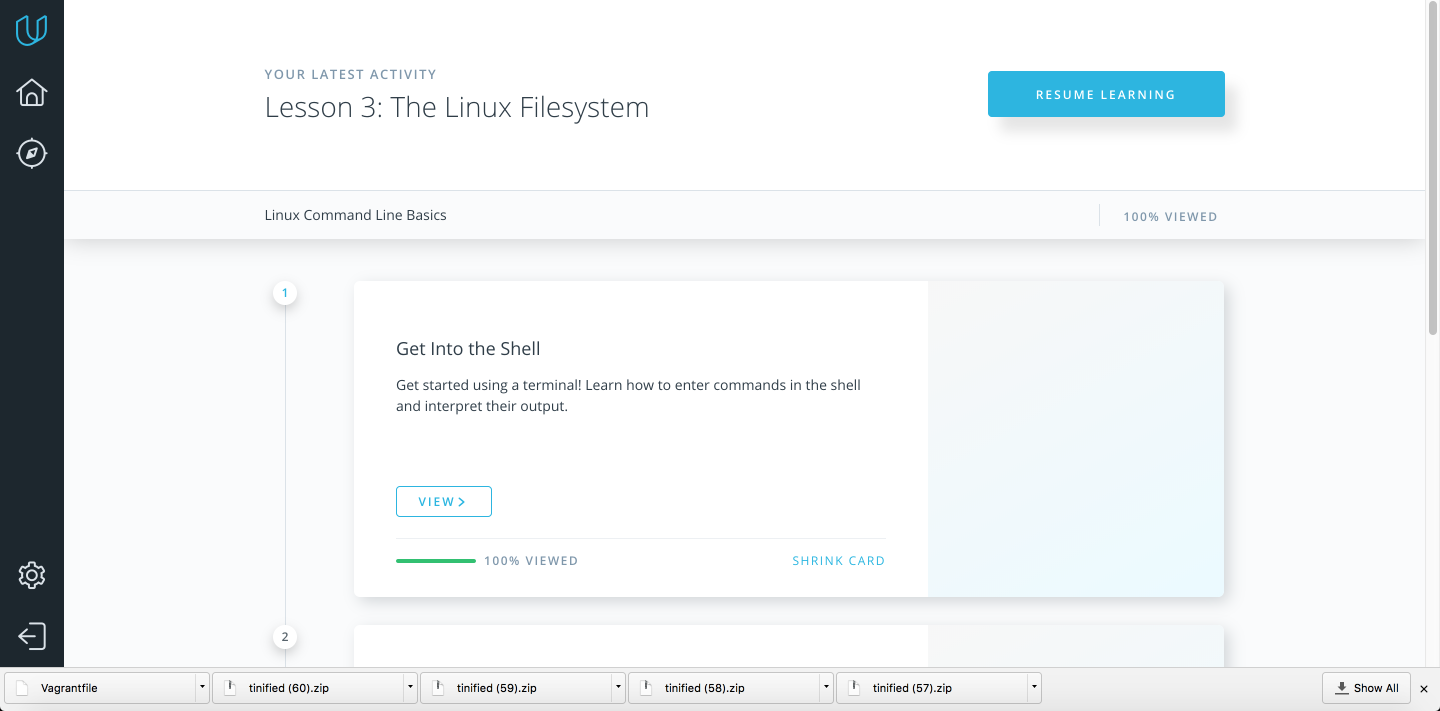 YOUR LATEST ACTIVITY
Lesson 3: The Linux Filesystem
RESUME LEARNING
Linux Command Line Basics
100% VIEWED
1
Get Into the Shell
Get started using a terminal! Learn how to enter commands in the shell
and interpret their output.
VIEW
100% VIEWED
SHRINK CARD
2
Vagrantfile
tinified (60).zip
tinified (59).zip
tinified (58).zip
tinified (57).zip
Show All